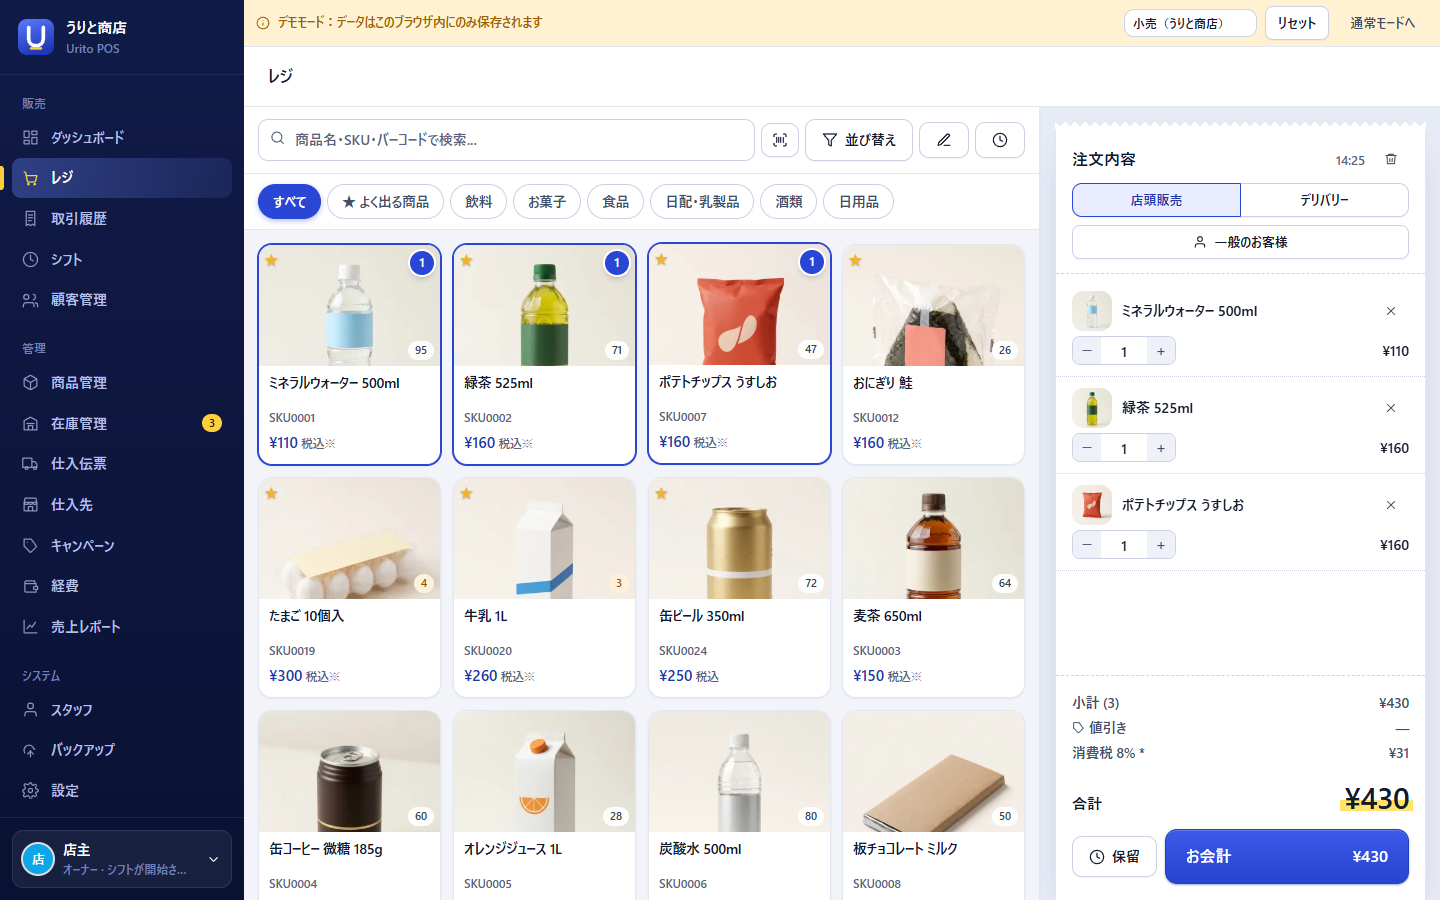 うりと商店
Urito POS
販売
ダッシュボード
レジ
取引履歴
シフト
顧客管理
管理
商品管理
在庫管理 3
仕入伝票
仕入先
キャンペーン
経費
売上レポート
システム
スタッフ
バックアップ
設定
店 店主
オーナー · シフトが開始さ...
デモモード：データはこのブラウザ内にのみ保存されます
小売（うりと商店）
リセット
通常モードへ
レジ
商品名・SKU・バーコードで検索...
並び替え
すべて ★ よく出る商品 飲料 お菓子 食品 日配・乳製品 酒類 日用品
1 95
ミネラルウォーター 500ml
SKU0001
¥110 税込※
1 71
緑茶 525ml
SKU0002
¥160 税込※
1 47
ポテトチップス うすしお
SKU0007
¥160 税込※
26
おにぎり 鮭
SKU0012
¥160 税込※
4
たまご 10個入
SKU0019
¥300 税込※
3
牛乳 1L
SKU0020
¥260 税込※
72
缶ビール 350ml
SKU0024
¥250 税込
64
麦茶 650ml
SKU0003
¥150 税込※
60
缶コーヒー 微糖 185g
SKU0004
28
オレンジジュース 1L
SKU0005
80
炭酸水 500ml
SKU0006
50
板チョコレート ミルク
SKU0008
注文内容 14:25
店頭販売 デリバリー
一般のお客様
ミネラルウォーター 500ml ×
− 1 + ¥110
緑茶 525ml ×
− 1 + ¥160
ポテトチップス うすしお ×
− 1 + ¥160
小計 (3) ¥430
値引き —
消費税 8% * ¥31
合計 ¥430
保留 お会計 ¥430